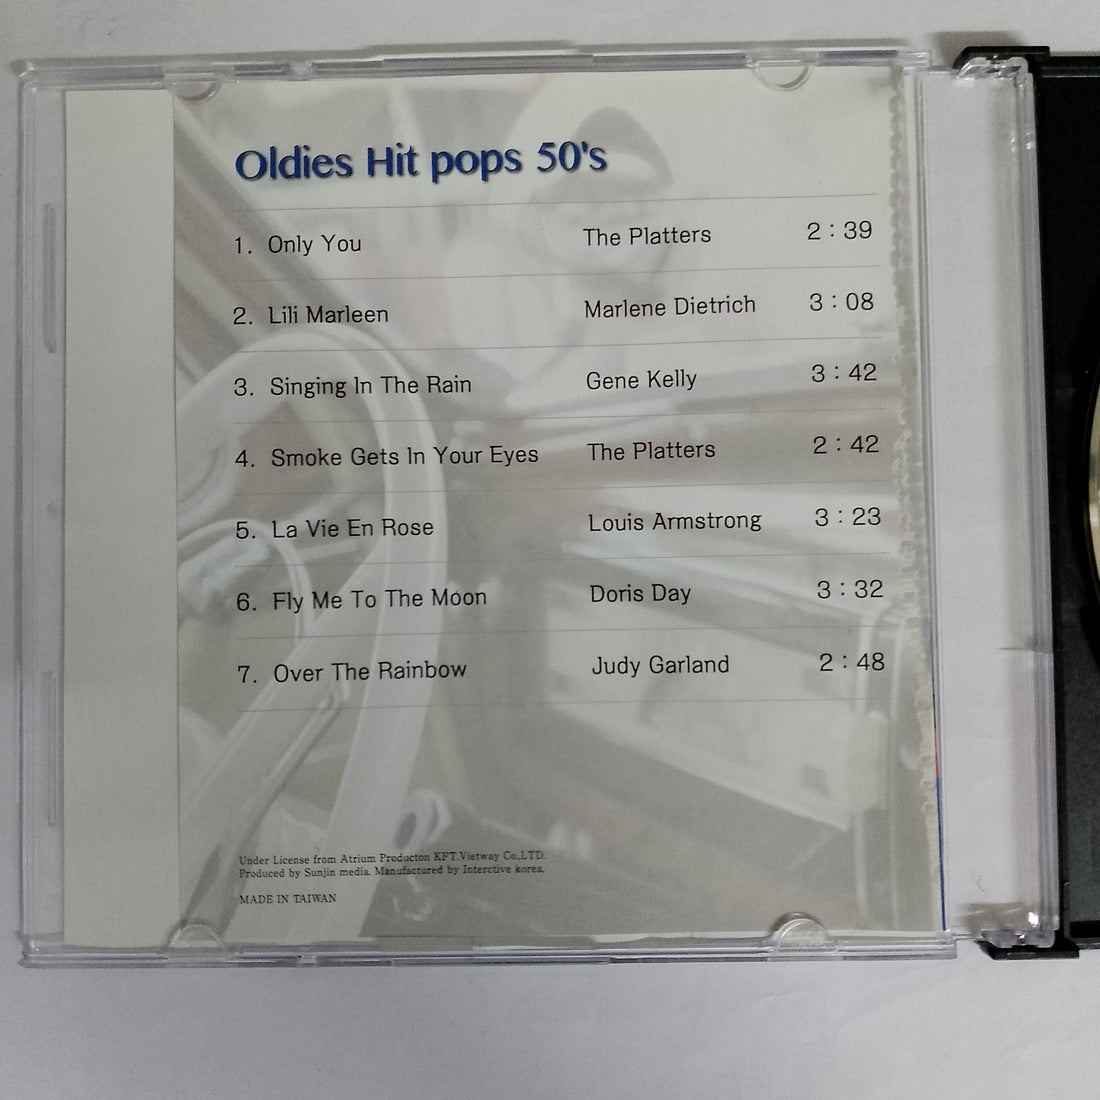 Oldies Hit pops 50's
1. Only You The Platters 2 : 39
2. Lili Marleen Marlene Dietrich 3 : 08
3. Singing In The Rain Gene Kelly 3 : 42
4. Smoke Gets In Your Eyes The Platters 2 : 42
5. La Vie En Rose Louis Armstrong 3 : 23
6. Fly Me To The Moon Doris Day 3 : 32
7. Over The Rainbow Judy Garland 2 : 48
Under License from Atrium Producton KFT.Vietway Co.,LTD.
Produced by Sunjin media. Manufactured by Interctive korea.
MADE IN TAIWAN